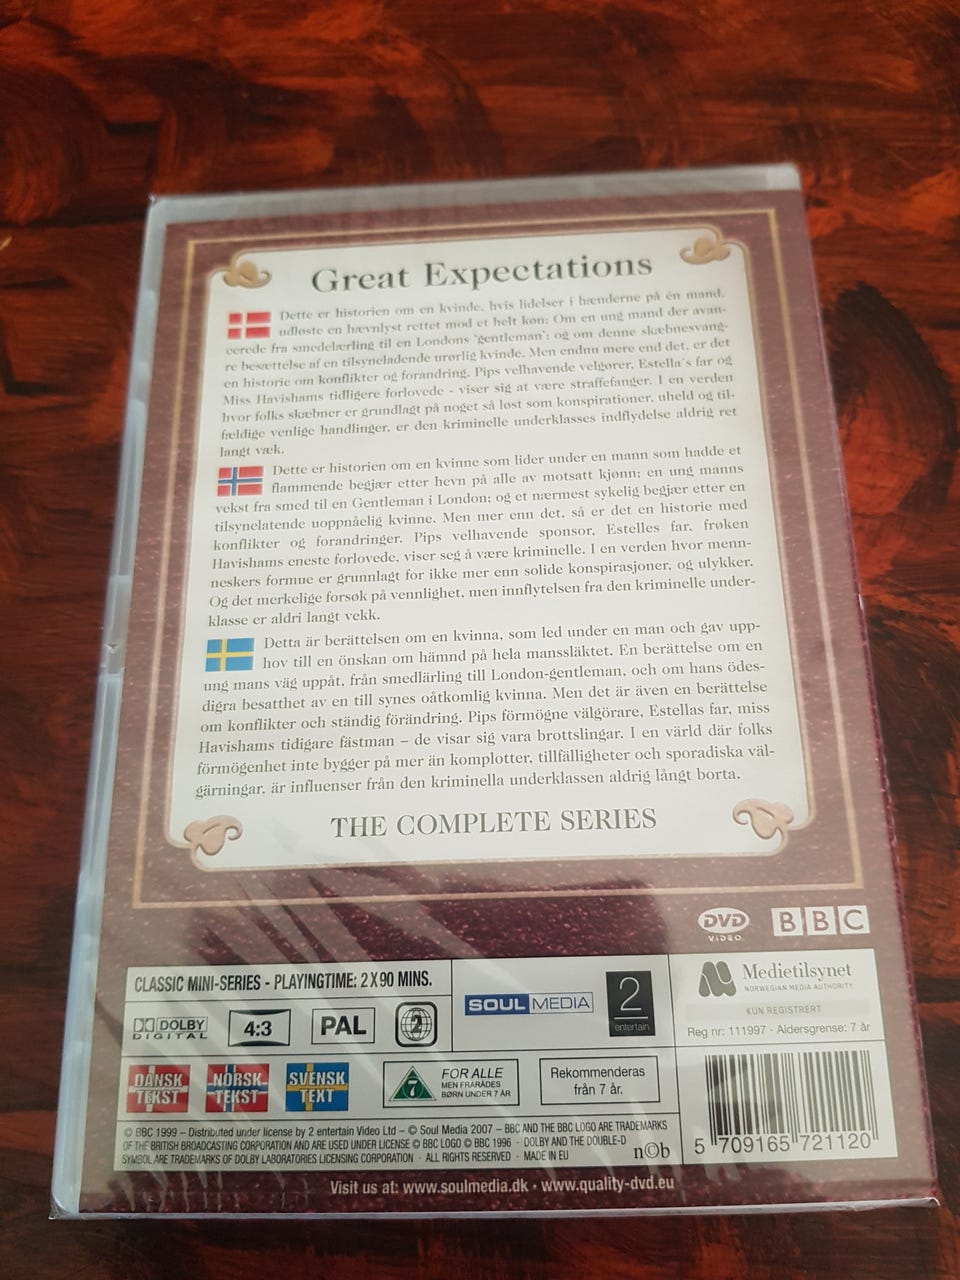 Great Expectations
Dette er historien om en kvinde, hvis lidelser i hænderne på én mand,
udløste en hævnlyst rettet mod et helt køn; Om en ung mand der avan-
cerede fra smedelærling til en Londons 'gentleman'; og om denne skæbnesvang-
re besættelse af en tilsyneladende urørlig kvinde. Men endnu mere end det, er det
en historie om konflikter og forandring. Pips velhavende velgører, Estella's far og
Miss Havishams tidligere forlovede - viser sig at være straffefanger. I en verden
hvor folks skæbner er grundlagt på noget så løst som konspirationer, uheld og til-
fældige venlige handlinger, er den kriminelle underklasses indflydelse aldrig ret
langt væk.
Dette er historien om en kvinne som lider under en mann som hadde et
flammende begjær etter hevn på alle av motsatt kjønn; en ung manns
vekst fra smed til en Gentleman i London; og et nærmest sykelig begjær etter en
tilsynelatende uoppnåelig kvinne. Men mer enn det, så er det en historie med
konflikter og forandringer. Pips velhavende sponsor, Estelles far, frøken
Havishams eneste forlovede, viser seg å være kriminelle. I en verden hvor menn-
neskers formue er grunnlagt for ikke mer enn solide konspirasjoner, og ulykker.
Og det merkelige forsøk på vennlighet, men innflytelsen fra den kriminelle under-
klasse er aldri langt vekk.
Detta är berättelsen om en kvinna, som led under en man och gav upp-
hov till en önskan om hämnd på hela manssläktet. En berättelse om en
ung mans väg uppåt, från smedlärling till London-gentleman, och om hans ödes-
digra besatthet av en till synes oåtkomlig kvinna. Men det är även en berättelse
om konflikter och ständig förändring. Pips förmögne välgörare, Estellas far, miss
Havishams tidigare fästman – de visar sig vara brottslingar. I en värld där folks
förmögenhet inte bygger på mer än komplotter, tillfälligheter och sporadiska väl-
gärningar, är influenser från den kriminella underklassen aldrig långt borta.
THE COMPLETE SERIES
DVD VIDEO
BBC
CLASSIC MINI-SERIES - PLAYINGTIME: 2 X 90 MINS.
DOLBY DIGITAL
4:3
PAL
2
SOUL MEDIA
2 entertain
Medietilsynet
NORWEGIAN MEDIA AUTHORITY
KUN REGISTRERT
Reg nr: 111997 · Aldersgrense: 7 år
DANSK TEKST
NORSK TEKST
SVENSK TEXT
7
FOR ALLE
MEN FRARÅDES
BØRN UNDER 7 ÅR
Rekommenderas
från 7 år.
5 709165 721120
© BBC 1999 – Distributed under license by 2 entertain Video Ltd – © Soul Media 2007 – BBC AND THE BBC LOGO ARE TRADEMARKS
OF THE BRITISH BROADCASTING CORPORATION AND ARE USED UNDER LICENSE © BBC LOGO © BBC 1996 · DOLBY AND THE DOUBLE-D
SYMBOL ARE TRADEMARKS OF DOLBY LABORATORIES LICENSING CORPORATION · ALL RIGHTS RESERVED · MADE IN EU
n©b
Visit us at: www.soulmedia.dk · www.quality-dvd.eu